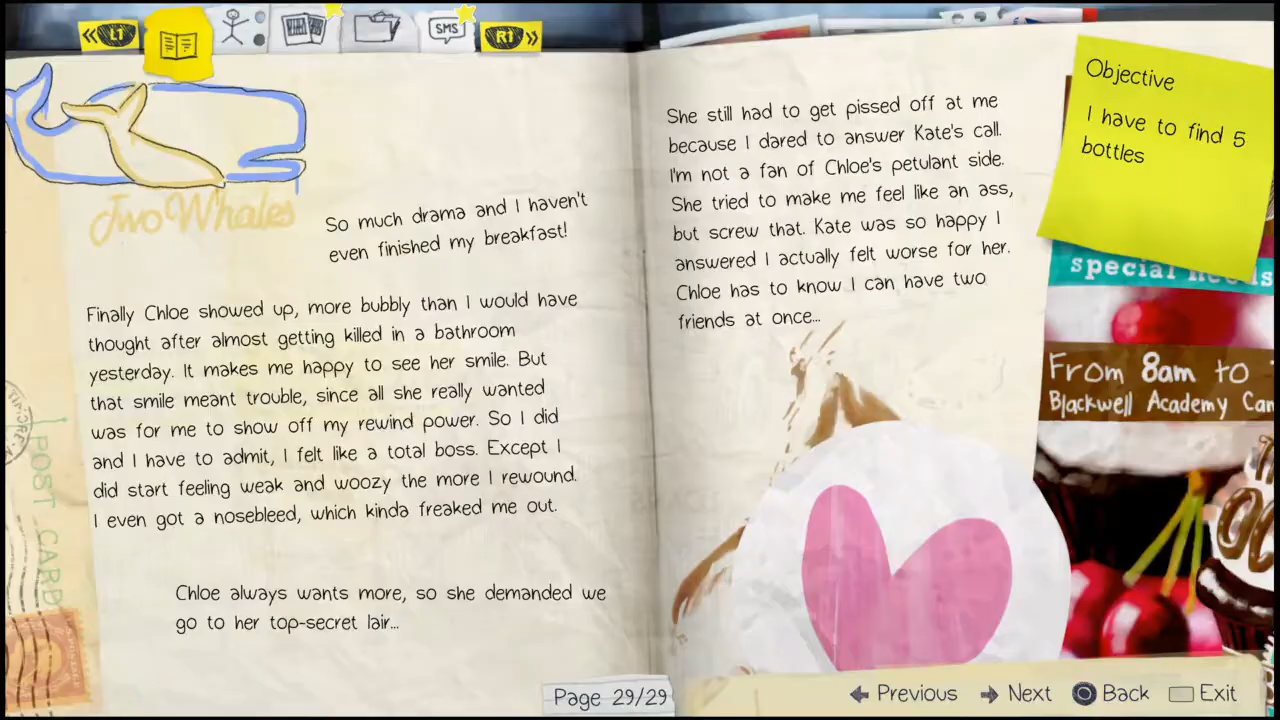 L1
SMS
R1
Two Whales
So much drama and I haven't
even finished my breakfast!
Finally Chloe showed up, more bubbly than I would have
thought after almost getting killed in a bathroom
yesterday. It makes me happy to see her smile. But
that smile meant trouble, since all she really wanted
was for me to show off my rewind power. So I did
and I have to admit, I felt like a total boss. Except I
did start feeling weak and woozy the more I rewound.
I even got a nosebleed, which kinda freaked me out.
Chloe always wants more, so she demanded we
go to her top-secret lair...
POST CARD
She still had to get pissed off at me
because I dared to answer Kate's call.
I'm not a fan of Chloe's petulant side.
She tried to make me feel like an ass,
but screw that. Kate was so happy I
answered I actually felt worse for her.
Chloe has to know I can have two
friends at once...
Objective
I have to find 5
bottles
special needs
From 8am to
Blackwell Academy Cam
Page 29/29
Previous
Next
Back
Exit